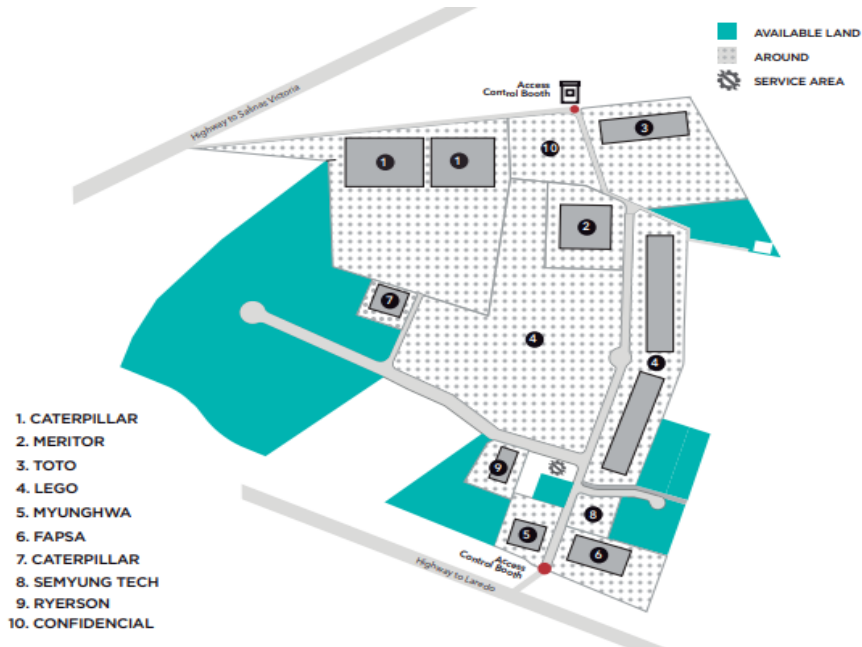 AVAILABLE LAND
AROUND
SERVICE AREA
Access
Control Booth
Highway to Salinas Victoria
3
10
1
1
2
7
4
4
9
8
5
6
Access
Control Booth
Highway to Laredo
1. CATERPILLAR
2. MERITOR
3. TOTO
4. LEGO
5. MYUNGHWA
6. FAPSA
7. CATERPILLAR
8. SEMYUNG TECH
9. RYERSON
10. CONFIDENCIAL